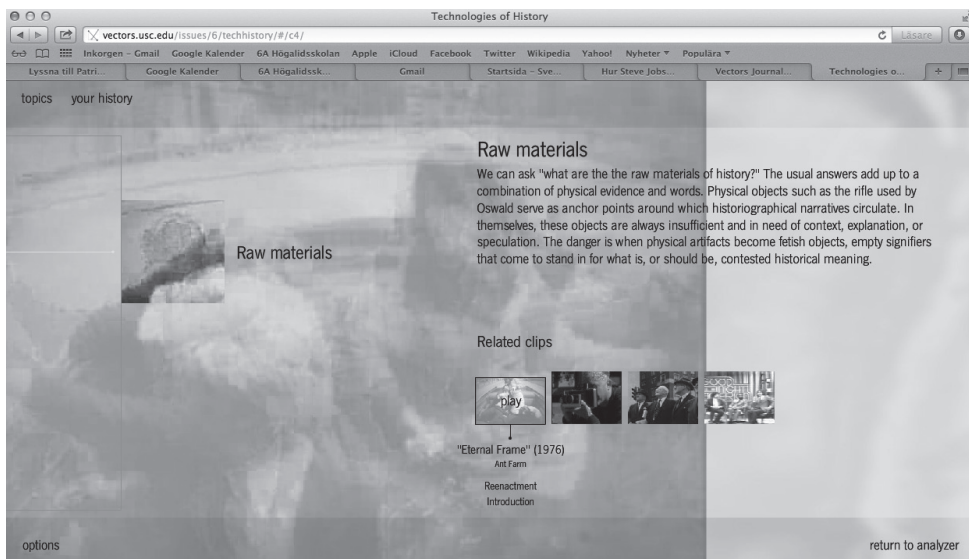 Technologies of History
vectors.usc.edu/issues/6/techhistory/#/c4/
Läsare
Inkorgen – Gmail Google Kalender 6A Högalidsskolan Apple iCloud Facebook Twitter Wikipedia Yahoo! Nyheter ▾ Populära ▾
Lyssna till Patri... Google Kalender 6A Högalidssk... Gmail Startsida – Sve... Hur Steve Jobs... Vectors Journal... Technologies o... +
topics your history
Raw materials
We can ask "what are the the raw materials of history?" The usual answers add up to a
combination of physical evidence and words. Physical objects such as the rifle used by
Oswald serve as anchor points around which historiographical narratives circulate. In
themselves, these objects are always insufficient and in need of context, explanation, or
speculation. The danger is when physical artifacts become fetish objects, empty signifiers
that come to stand in for what is, or should be, contested historical meaning.
Raw materials
Related clips
play
"Eternal Frame" (1976)
Ant Farm
Reenactment
Introduction
options
return to analyzer